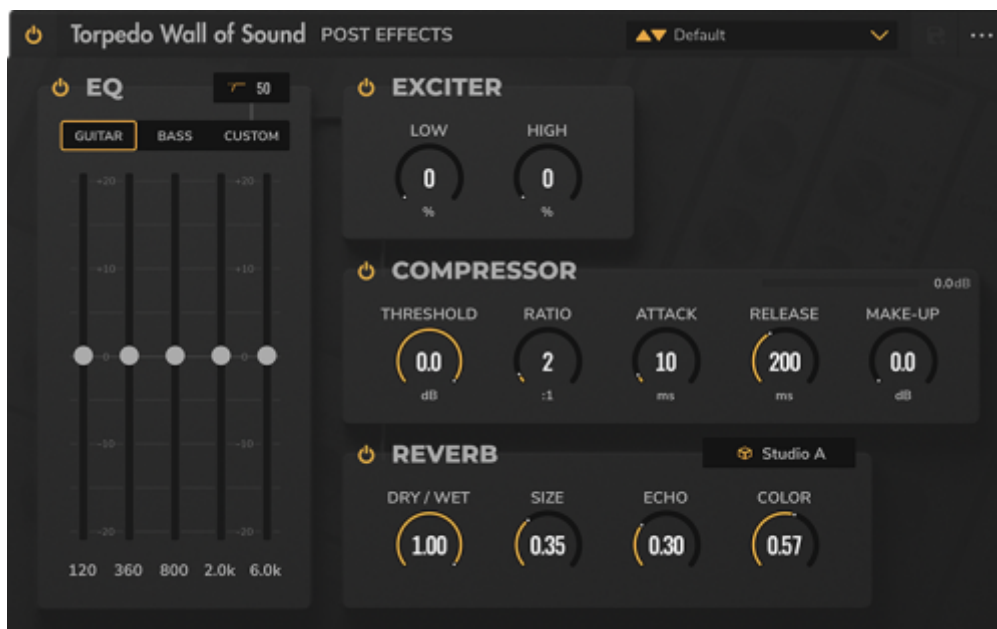 Torpedo Wall of Sound POST EFFECTS Default
EQ 50
GUITAR BASS CUSTOM
+20 +20
+10 +10
0 0
-10 -10
-20 -20
120 360 800 2.0k 6.0k
EXCITER
LOW HIGH
0 0
% %
COMPRESSOR
0.0dB
THRESHOLD RATIO ATTACK RELEASE MAKE-UP
0.0 2 10 200 0.0
dB :1 ms ms dB
REVERB Studio A
DRY / WET SIZE ECHO COLOR
1.00 0.35 0.30 0.57